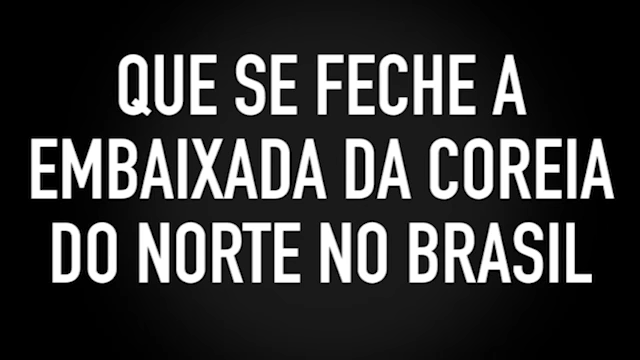 QUE SE FECHE A
EMBAIXADA DA COREIA
DO NORTE NO BRASIL